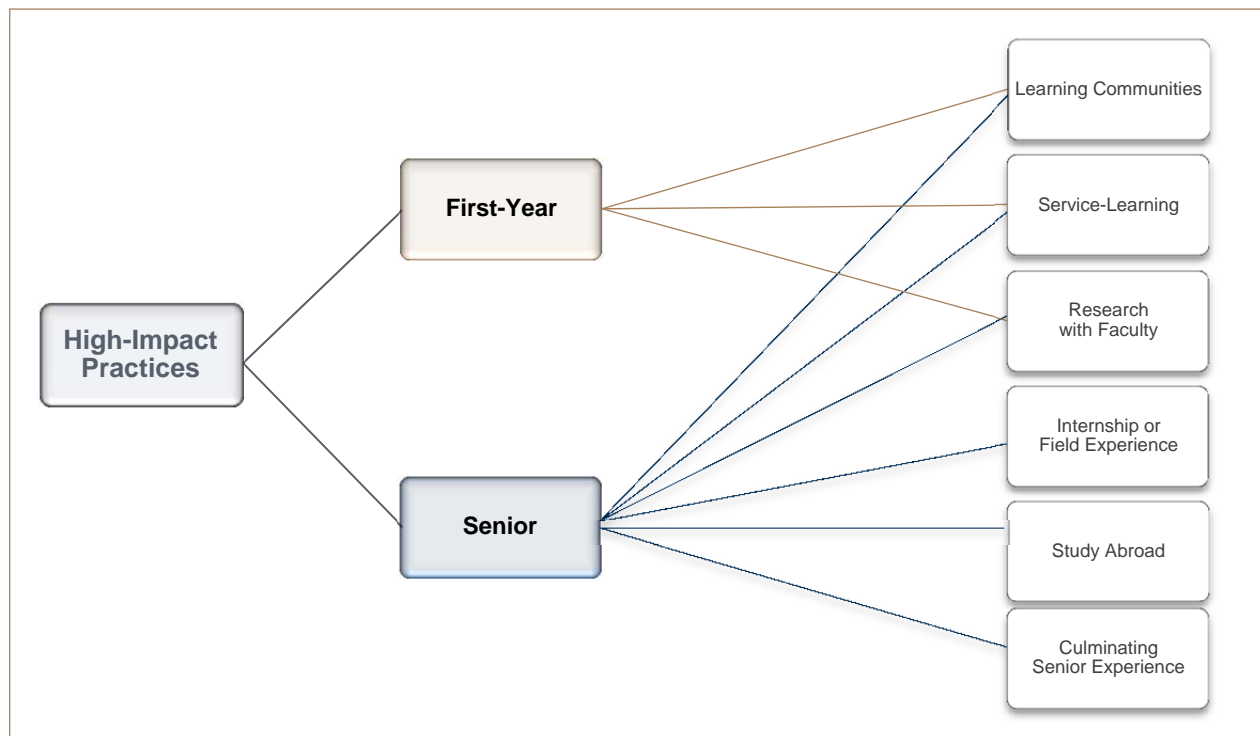 High-Impact
Practices
First-Year
Senior
Learning Communities
Service-Learning
Research
with Faculty
Internship or
Field Experience
Study Abroad
Culminating
Senior Experience